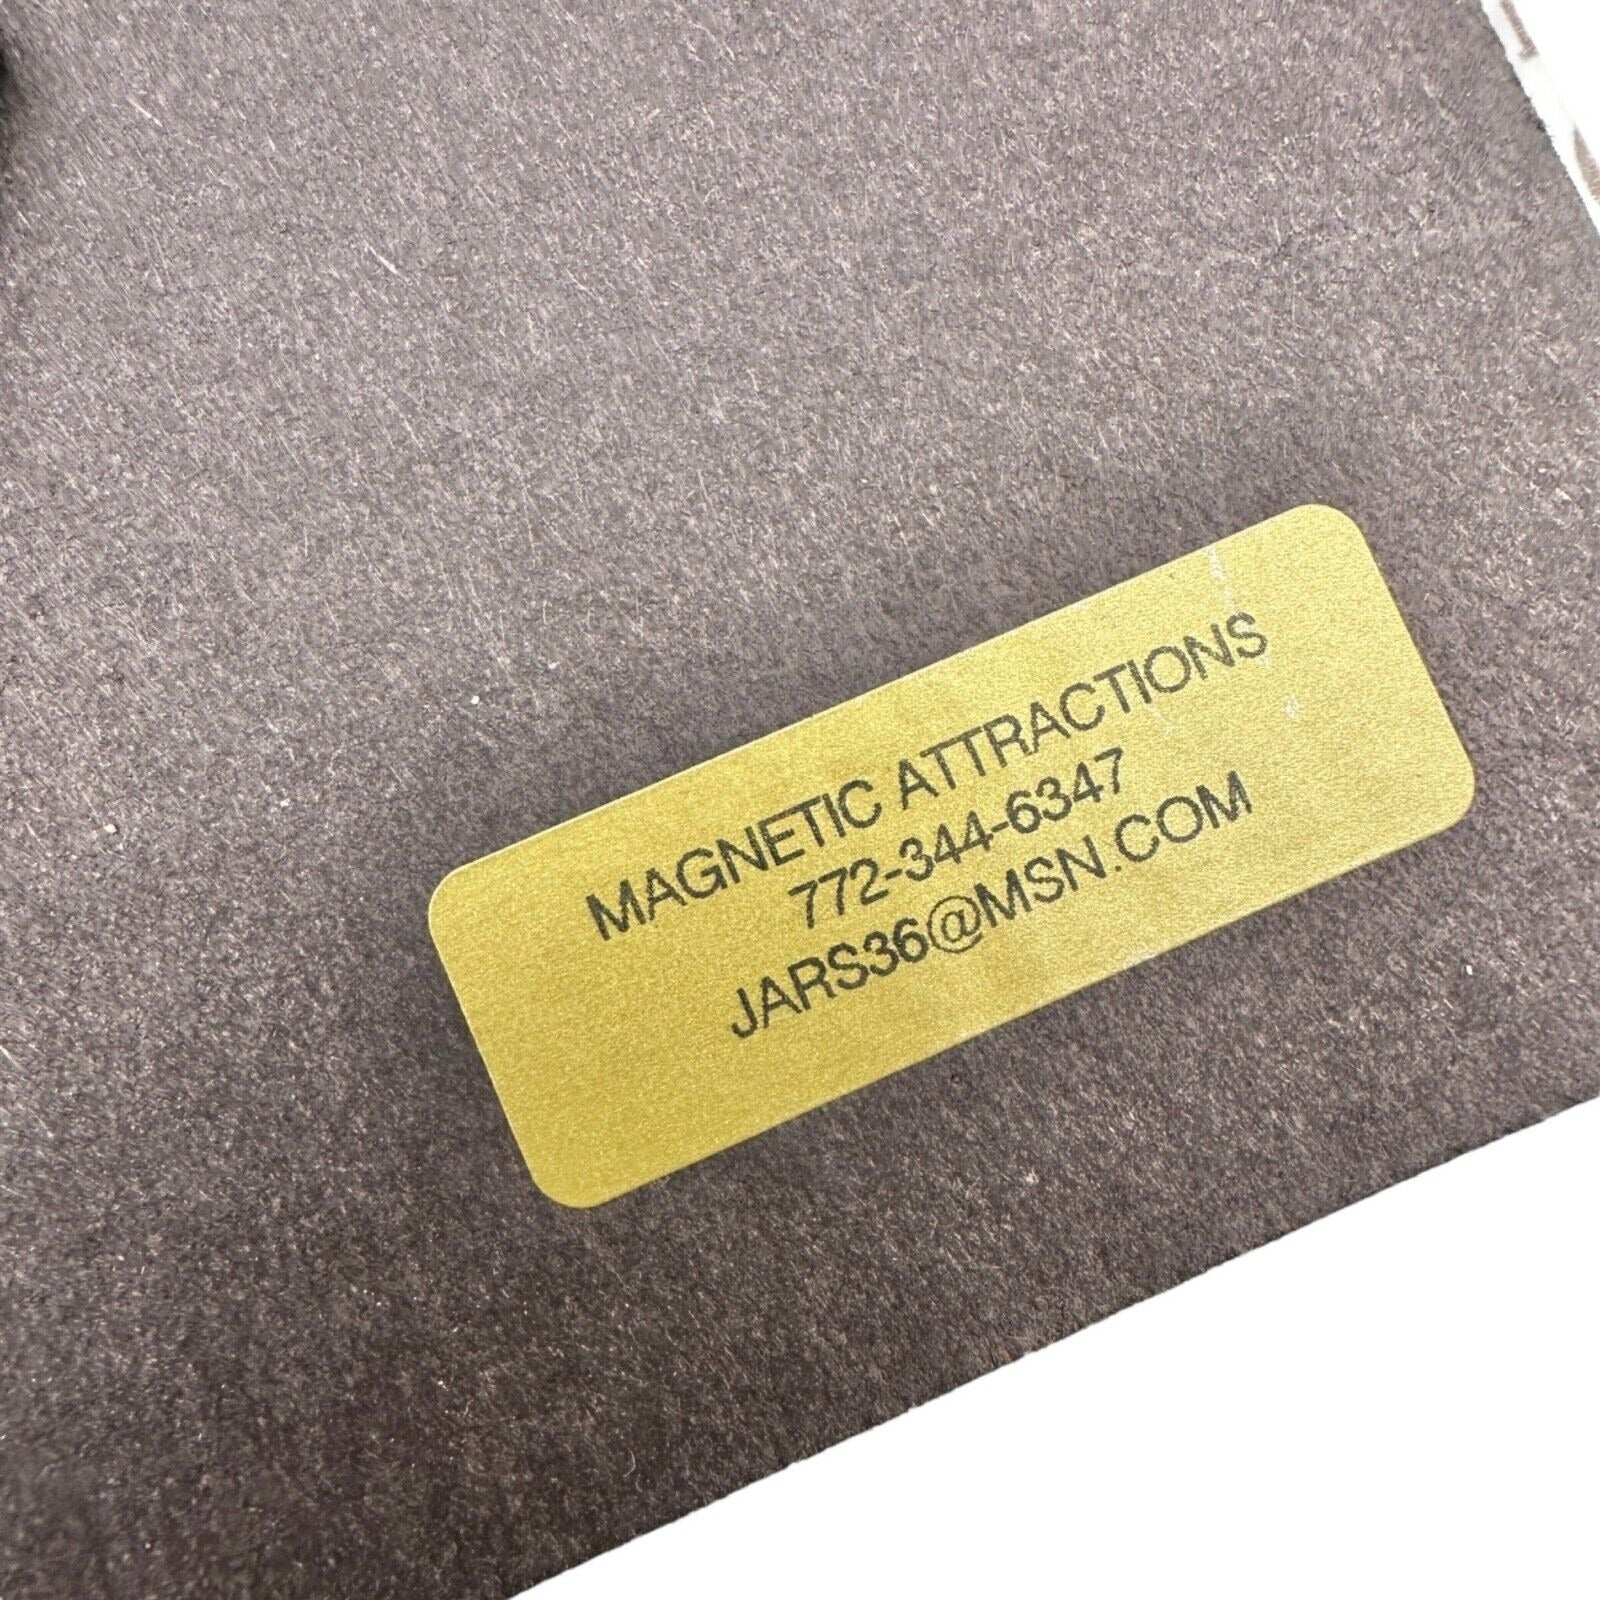 MAGNETIC ATTRACTIONS
772-344-6347
JARS36@MSN.COM